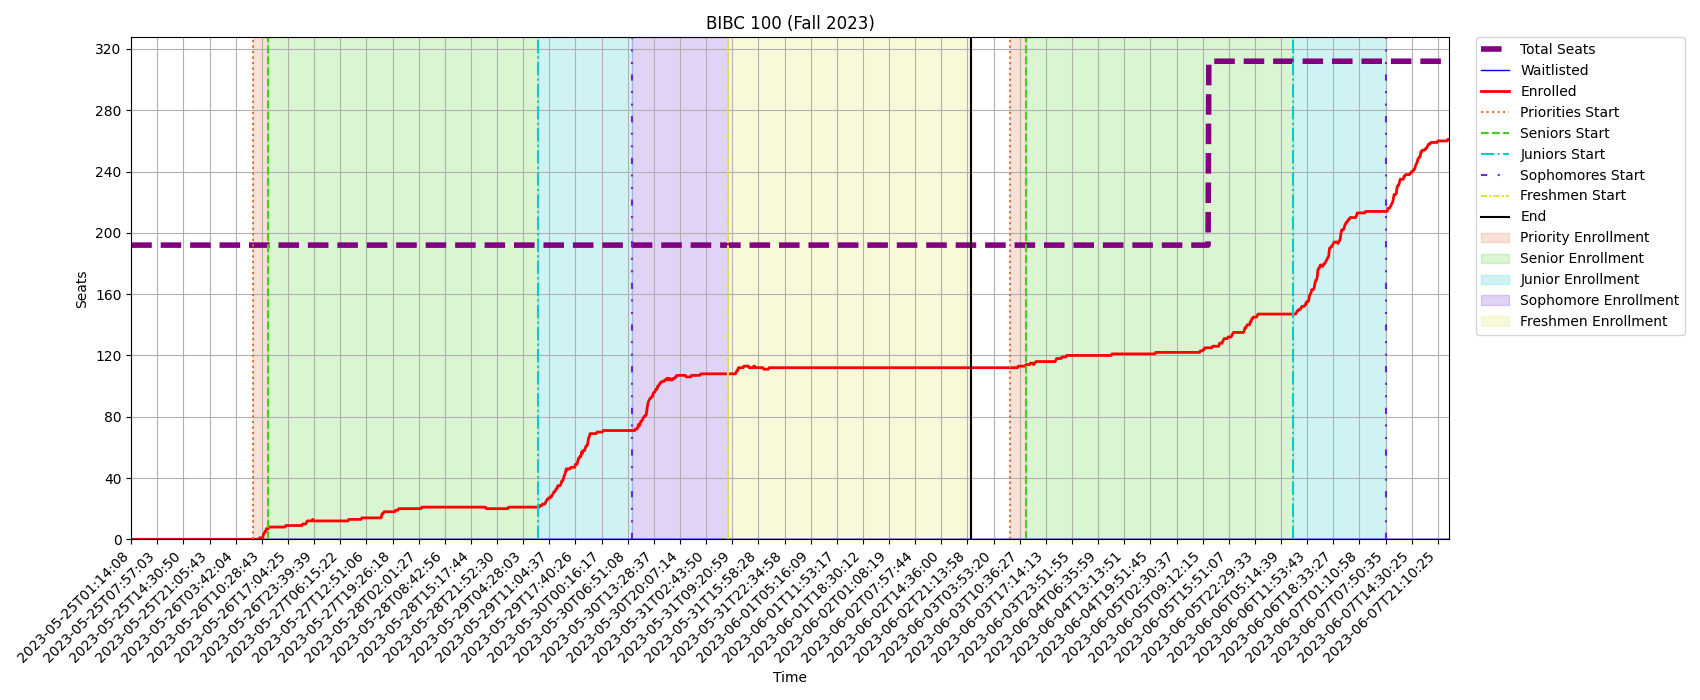 BIBC 100 (Fall 2023)
320
280
240
200
160
120
80
40
0
Seats
2023-05-25T01:14:08
2023-05-25T07:57:03
2023-05-25T14:30:50
2023-05-25T21:05:43
2023-05-26T03:42:04
2023-05-26T10:28:43
2023-05-26T17:04:25
2023-05-26T23:39:39
2023-05-27T06:15:22
2023-05-27T12:51:06
2023-05-27T19:26:18
2023-05-28T02:01:27
2023-05-28T08:42:56
2023-05-28T15:17:44
2023-05-28T21:52:30
2023-05-29T04:28:03
2023-05-29T11:04:37
2023-05-29T17:40:26
2023-05-30T00:16:17
2023-05-30T06:51:08
2023-05-30T13:28:37
2023-05-30T20:07:14
2023-05-31T02:43:50
2023-05-31T09:20:59
2023-05-31T15:58:28
2023-05-31T22:34:58
2023-06-01T05:16:09
2023-06-01T11:53:17
2023-06-01T18:30:12
2023-06-02T01:08:19
2023-06-02T07:57:44
2023-06-02T14:36:00
2023-06-02T21:13:58
2023-06-03T03:53:20
2023-06-03T10:36:27
2023-06-03T17:14:13
2023-06-03T23:51:55
2023-06-04T06:35:59
2023-06-04T13:13:51
2023-06-04T19:51:45
2023-06-05T02:30:37
2023-06-05T09:12:15
2023-06-05T15:51:07
2023-06-05T22:29:33
2023-06-06T05:14:39
2023-06-06T11:53:43
2023-06-06T18:33:27
2023-06-07T01:10:58
2023-06-07T07:50:35
2023-06-07T14:30:25
2023-06-07T21:10:25
Time
Total Seats
Waitlisted
Enrolled
Priorities Start
Seniors Start
Juniors Start
Sophomores Start
Freshmen Start
End
Priority Enrollment
Senior Enrollment
Junior Enrollment
Sophomore Enrollment
Freshmen Enrollment